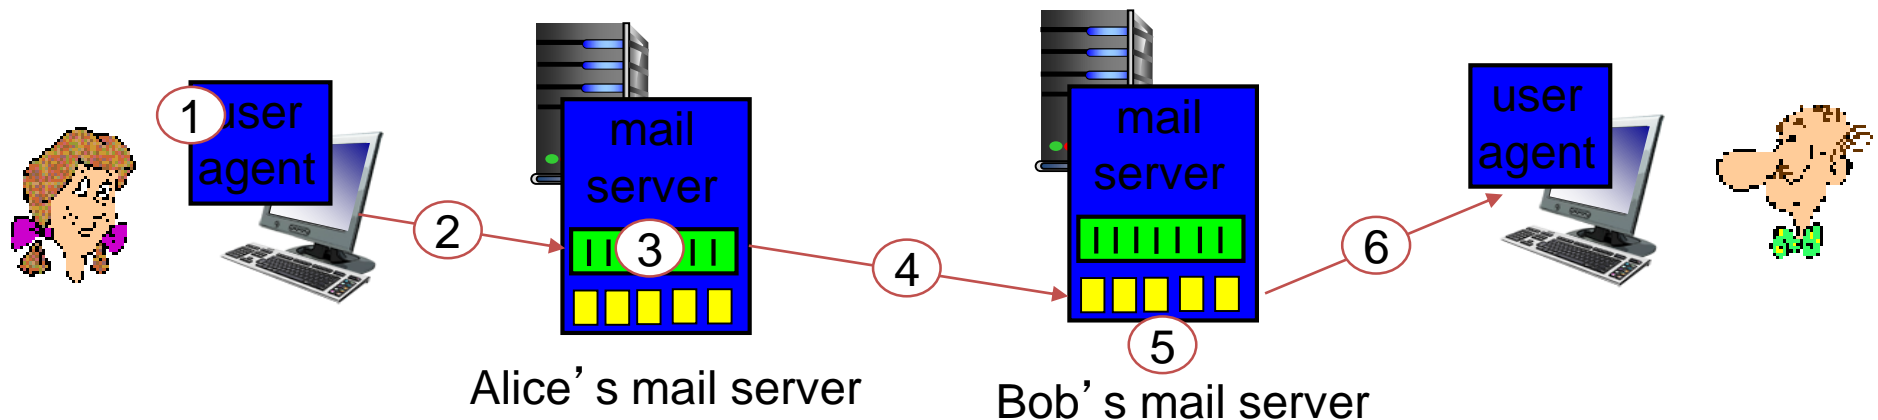 1
user
agent
2
mail
server
3
4
mail
server
5
6
user
agent
Alice’s mail server
Bob’s mail server